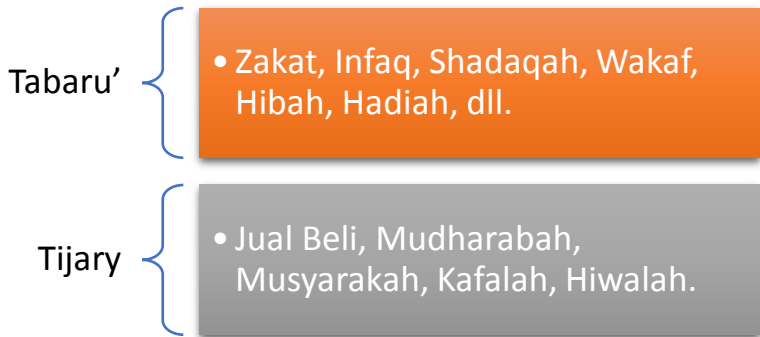 Tabaru’
• Zakat, Infaq, Shadaqah, Wakaf,
Hibah, Hadiah, dll.
Tijary
• Jual Beli, Mudharabah,
Musyarakah, Kafalah, Hiwalah.